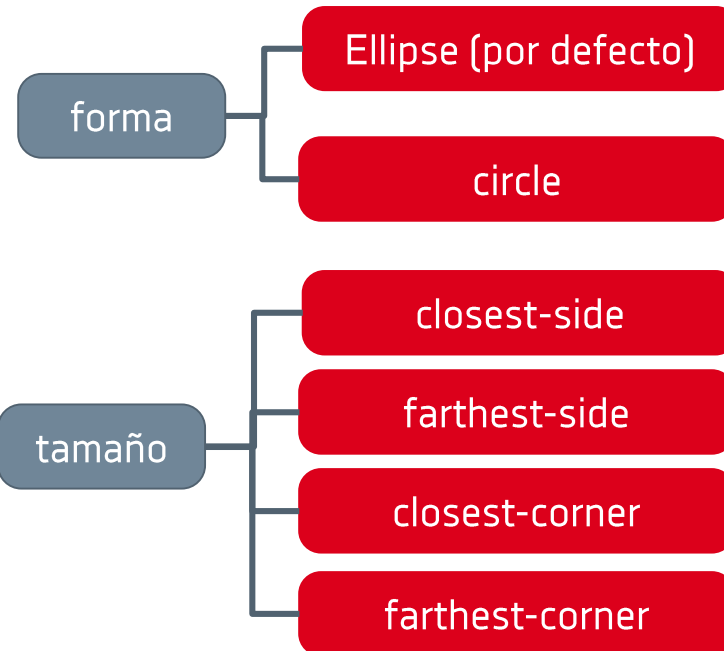 forma
Ellipse (por defecto)
circle
tamaño
closest-side
farthest-side
closest-corner
farthest-corner